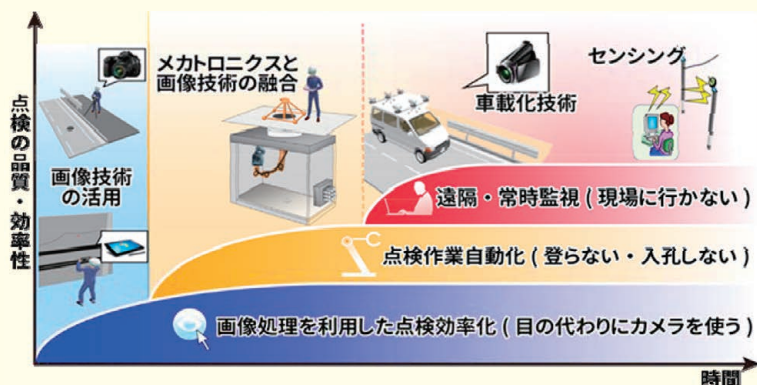 点検の品質・効率性
画像技術
の活用
メカトロニクスと
画像技術の融合
車載化技術
センシング
遠隔・常時監視 ( 現場に行かない )
点検作業自動化 ( 登らない・入孔しない )
画像処理を利用した点検効率化 ( 目の代わりにカメラを使う )
時間